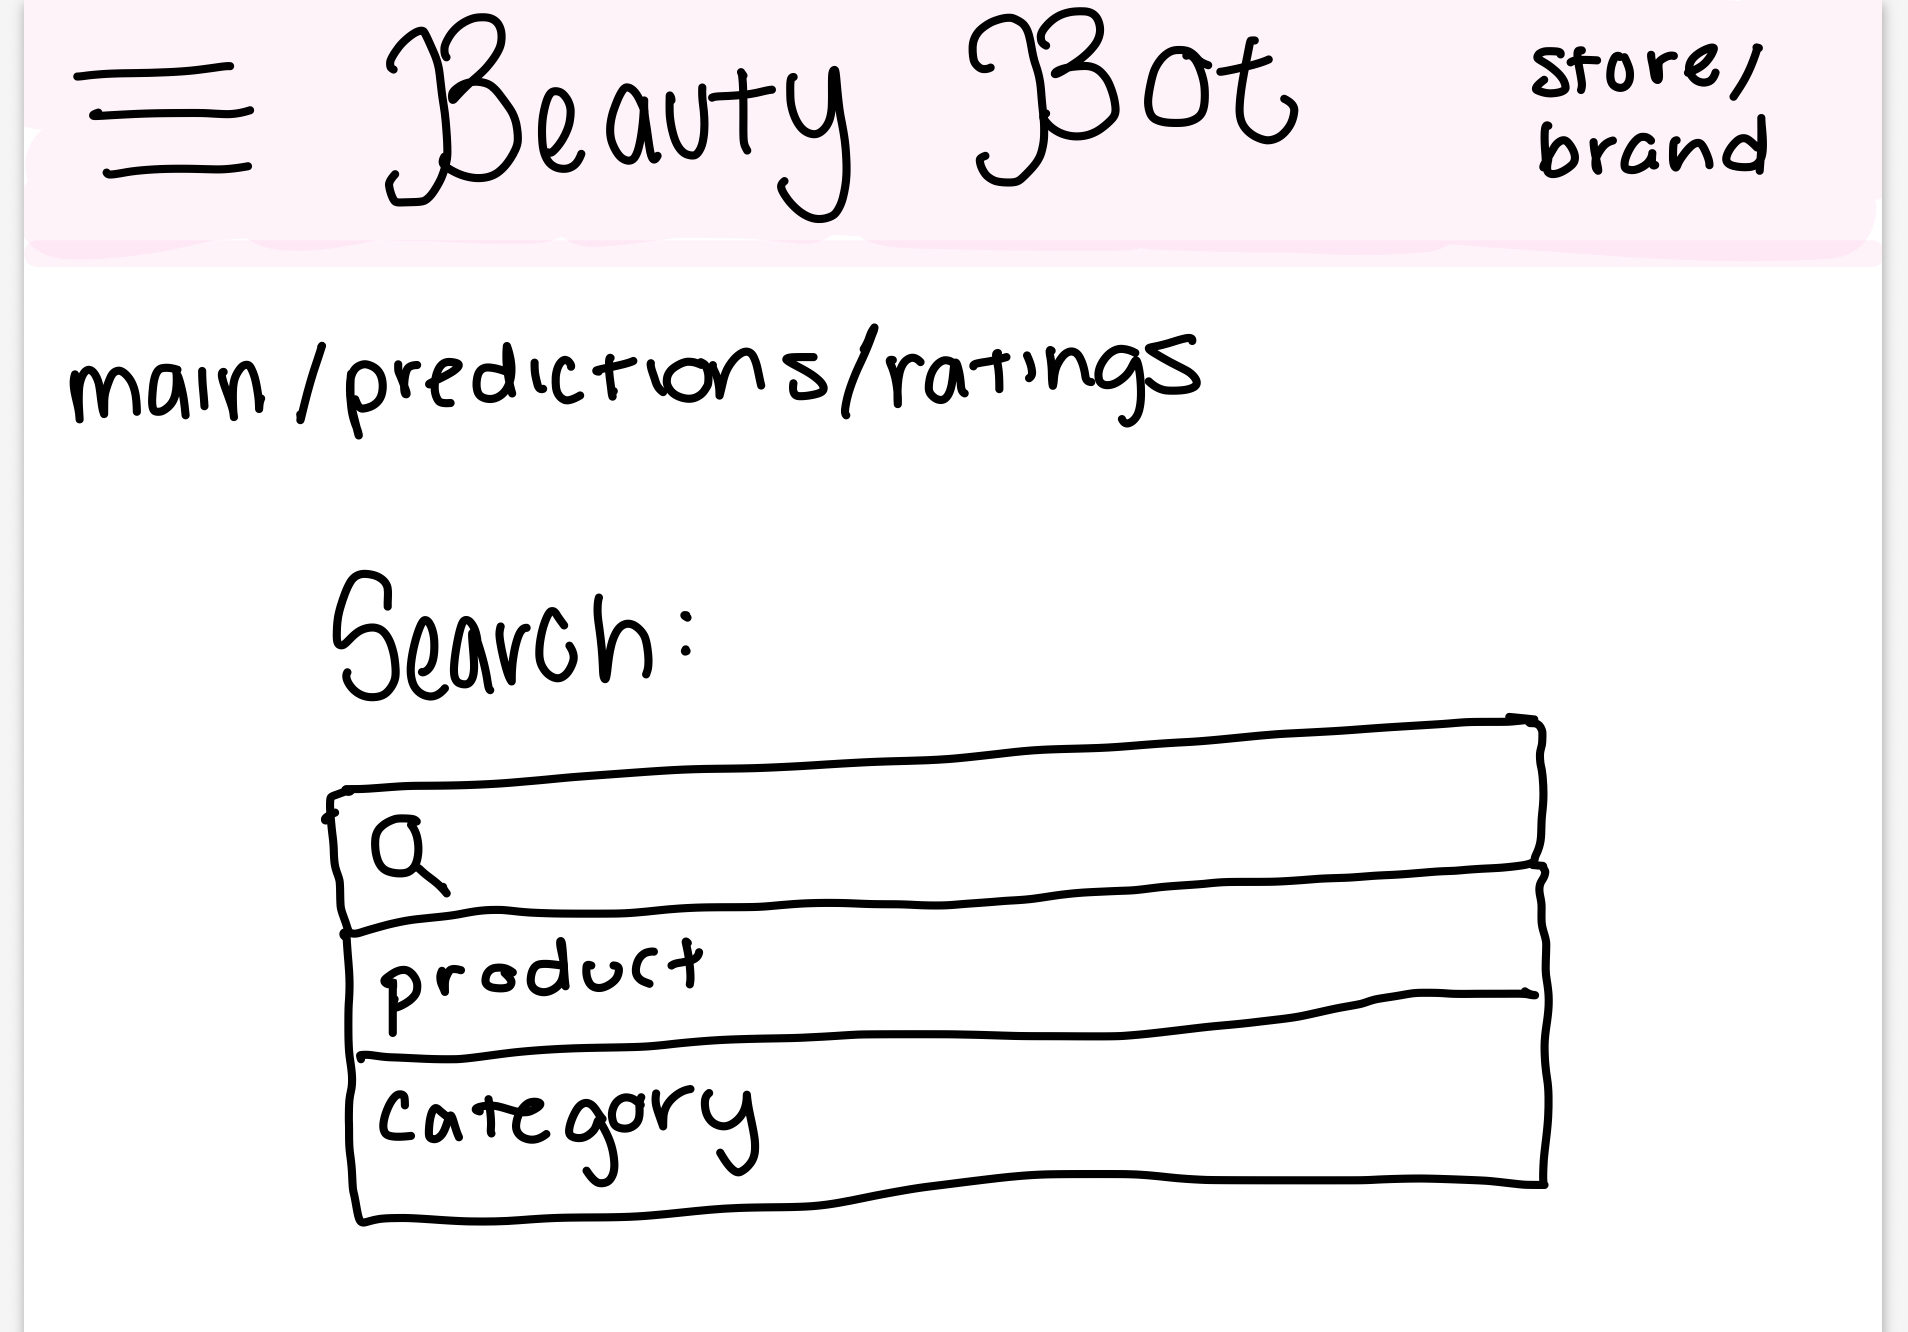 Beauty Bot
store/
brand
main/predictions/ratings
Search:
product
category